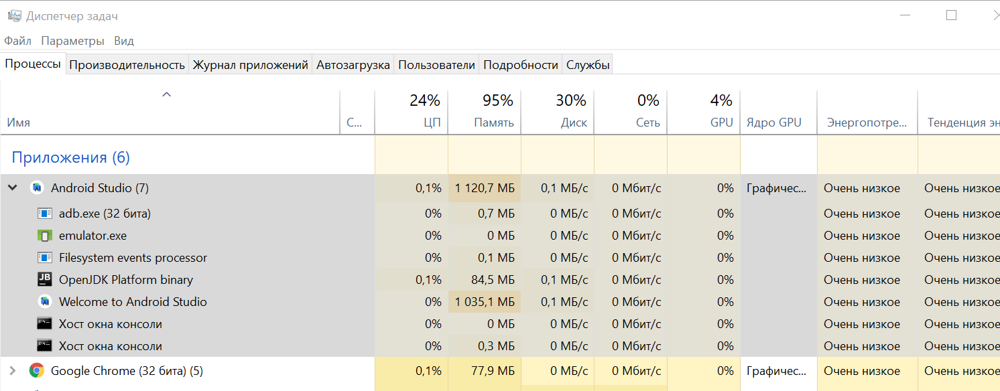 Диспетчер задач
Файл Параметры Вид
Процессы Производительность Журнал приложений Автозагрузка Пользователи Подробности Службы
24% 95% 30% 0% 4%
Имя С... ЦП Память Диск Сеть GPU Ядро GPU Энергопотре... Тенденция эн
Приложения (6)
Android Studio (7) 0,1% 1 120,7 МБ 0,1 МБ/с 0 Мбит/с 0% Графичес... Очень низкое Очень низкое
adb.exe (32 бита) 0% 0,7 МБ 0 МБ/с 0 Мбит/с 0% Очень низкое Очень низкое
emulator.exe 0% 0 МБ 0 МБ/с 0 Мбит/с 0% Очень низкое Очень низкое
Filesystem events processor 0% 0,1 МБ 0 МБ/с 0 Мбит/с 0% Очень низкое Очень низкое
JB OpenJDK Platform binary 0,1% 84,5 МБ 0,1 МБ/с 0 Мбит/с 0% Очень низкое Очень низкое
Welcome to Android Studio 0% 1 035,1 МБ 0,1 МБ/с 0 Мбит/с 0% Очень низкое Очень низкое
Хост окна консоли 0% 0 МБ 0 МБ/с 0 Мбит/с 0% Очень низкое Очень низкое
Хост окна консоли 0% 0,3 МБ 0 МБ/с 0 Мбит/с 0% Очень низкое Очень низкое
Google Chrome (32 бита) (5) 0,1% 77,9 МБ 0 МБ/с 0 Мбит/с 0% Графичес... Очень низкое Очень низкое